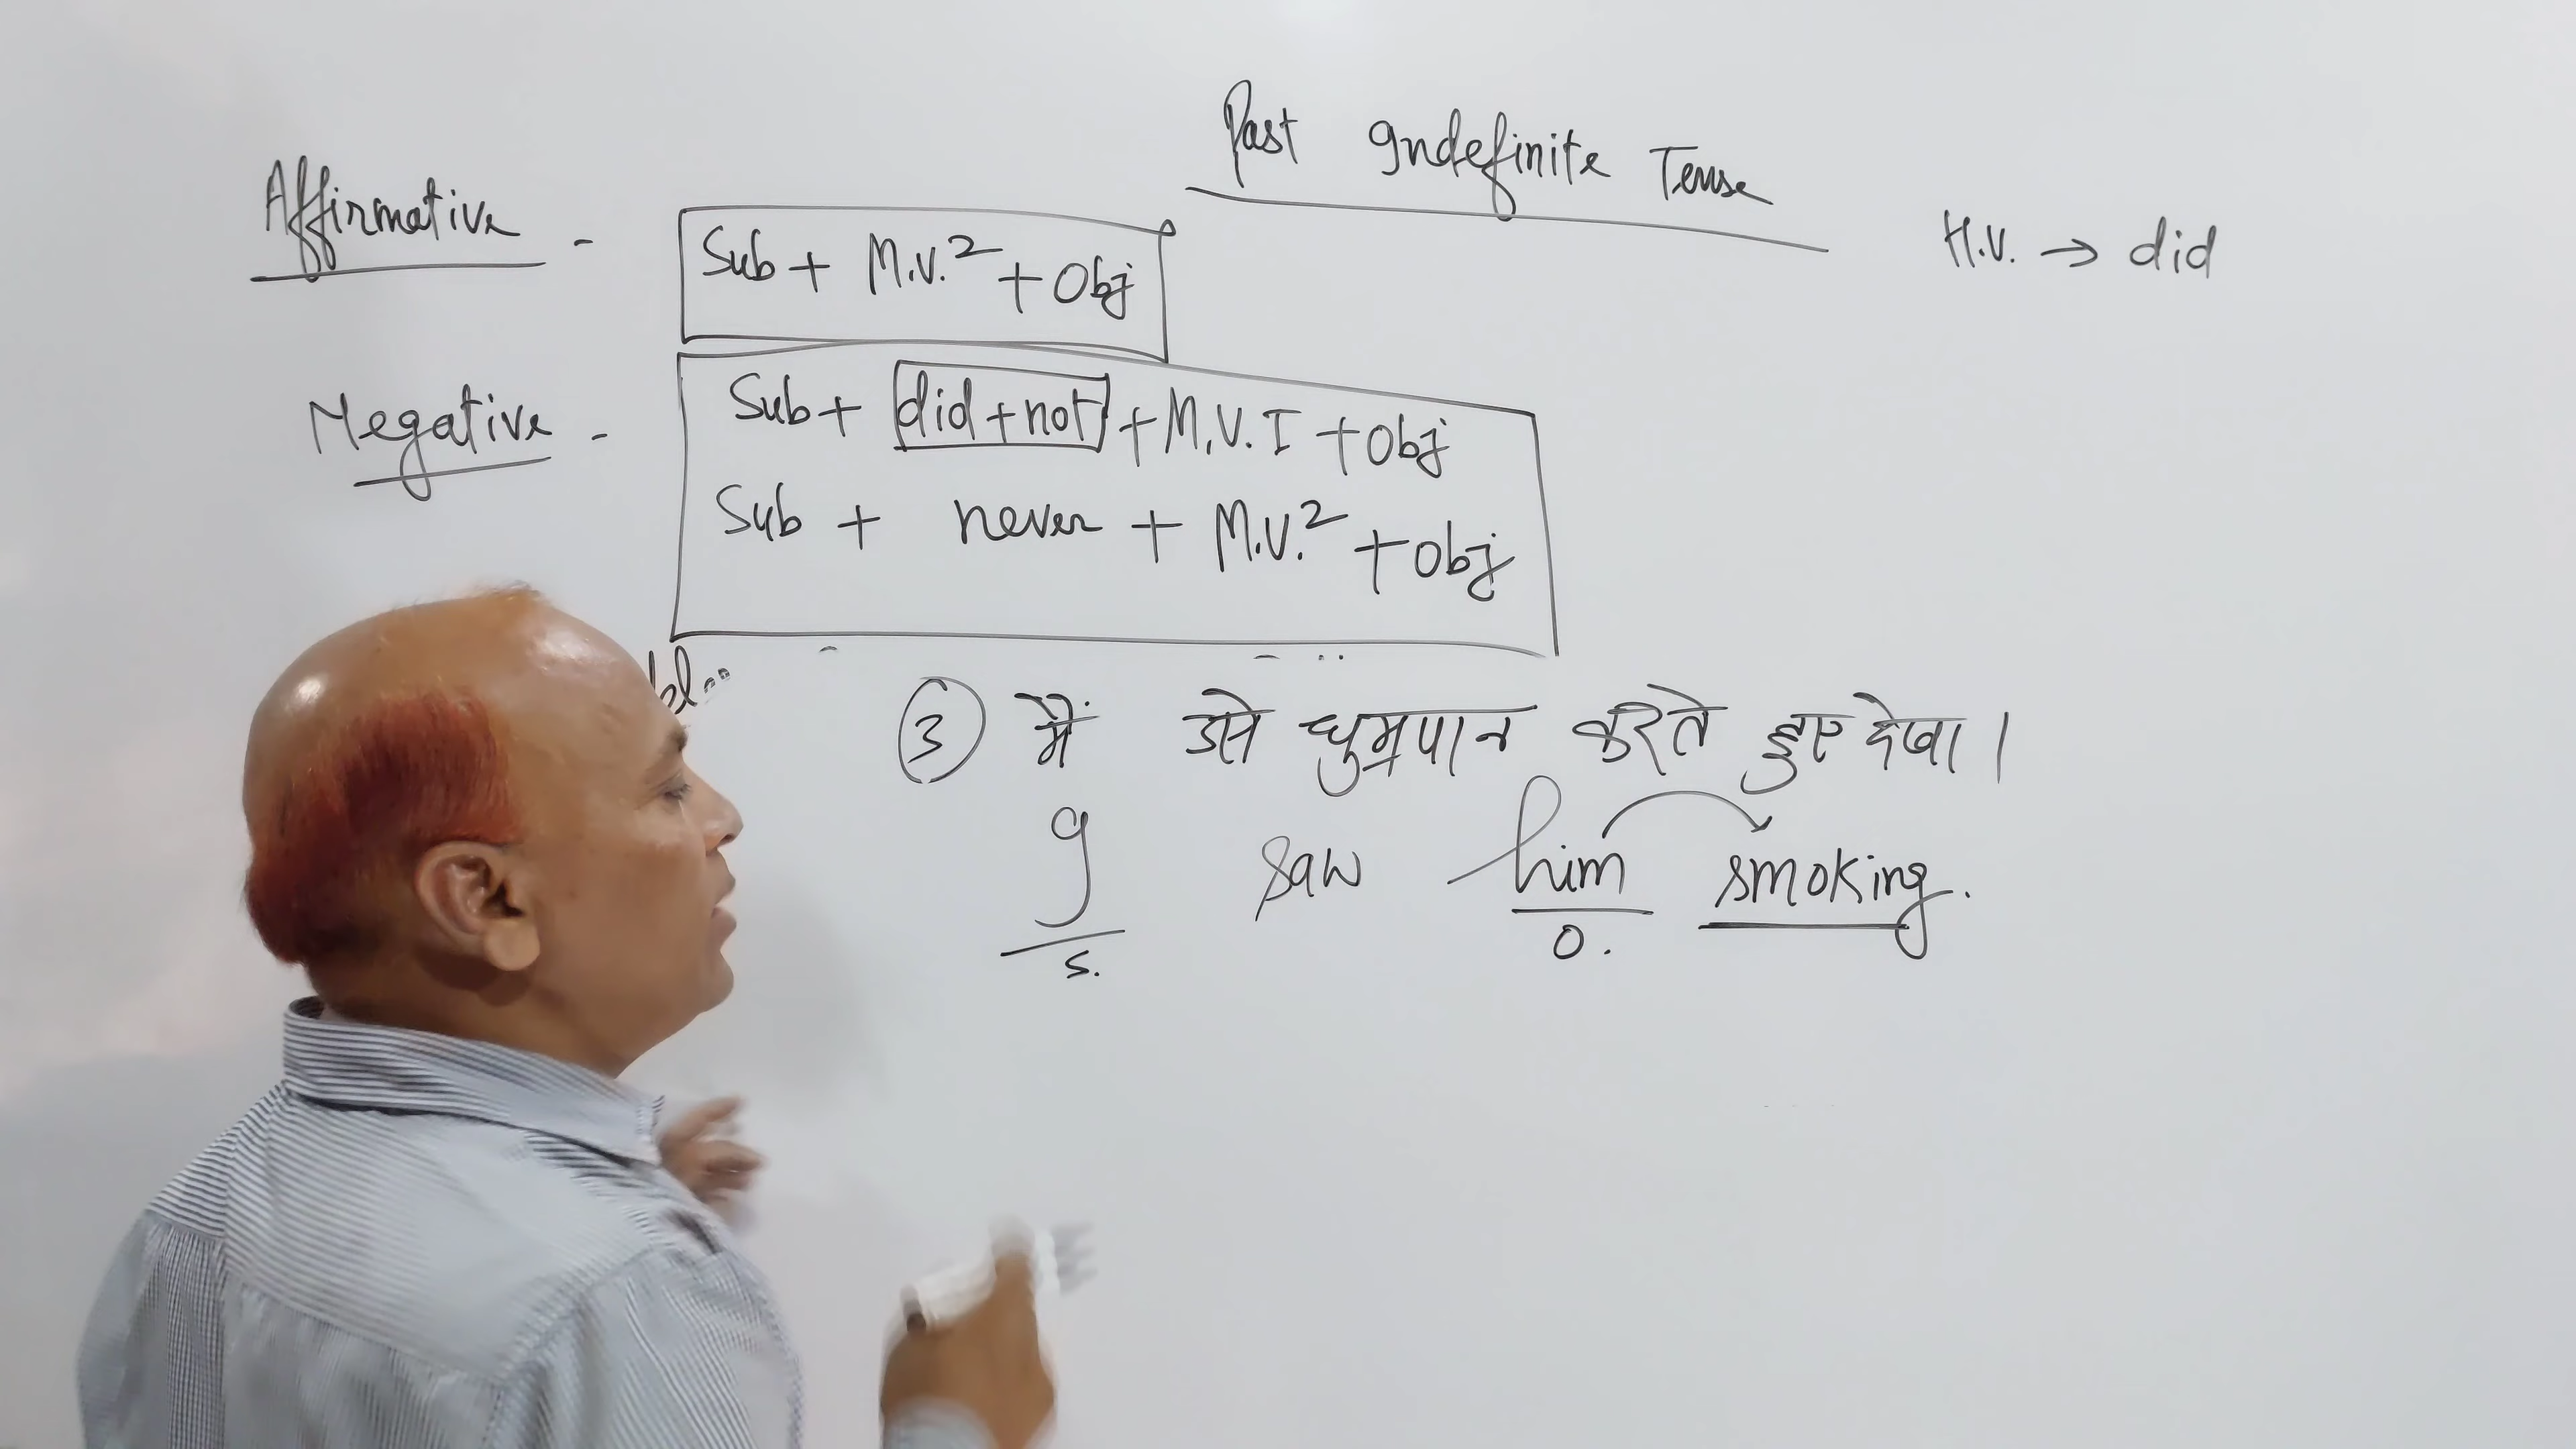 Past Indefinite Tense
H.V. → did
Affirmative - Sub + M.V.² + Obj
Negative - Sub + did + not + M.V. I + Obj
Sub + never + M.V.² + Obj
③ मैं उसे धुम्रपान करते हुए देखा।
I saw him smoking.
S. O.